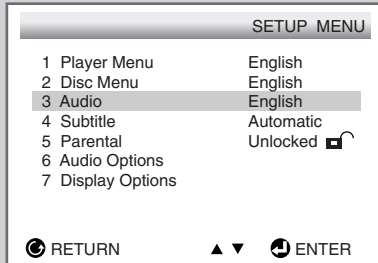 SETUP MENU
1 Player Menu English
2 Disc Menu English
3 Audio English
4 Subtitle Automatic
5 Parental Unlocked
6 Audio Options
7 Display Options
RETURN ▲ ▼ ENTER